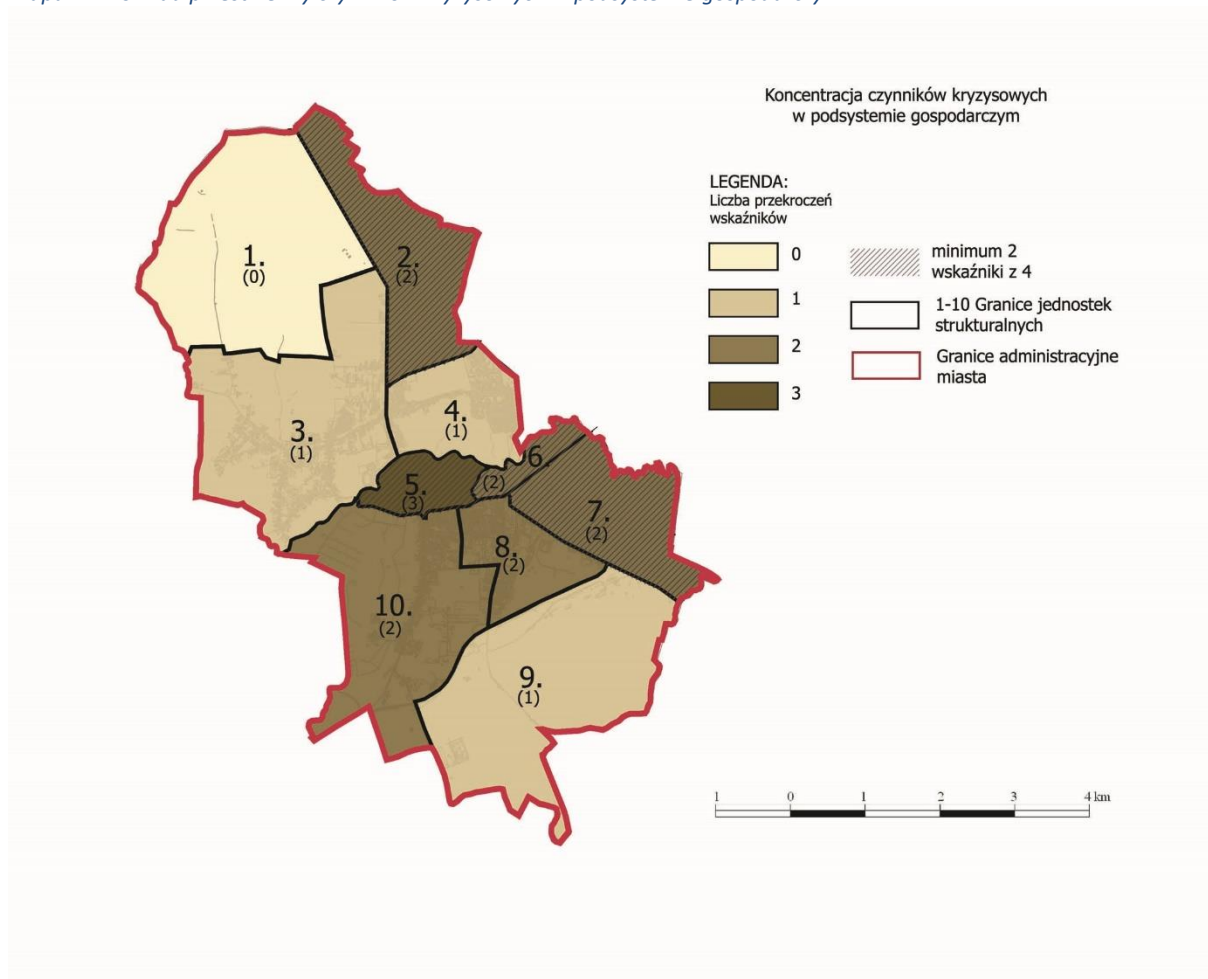 Koncentracja czynników kryzysowych
w podsystemie gospodarczym
LEGENDA:
Liczba przekroczeń
wskaźników
0
1
2
3
minimum 2
wskaźniki z 4
1-10 Granice jednostek
strukturalnych
Granice administracyjne
miasta
1.
(0)
2.
(2)
3.
(1)
4.
(1)
5.
(3)
6.
(2)
7.
(2)
8.
(2)
9.
(1)
10.
(2)
1 0 1 2 3 4 km